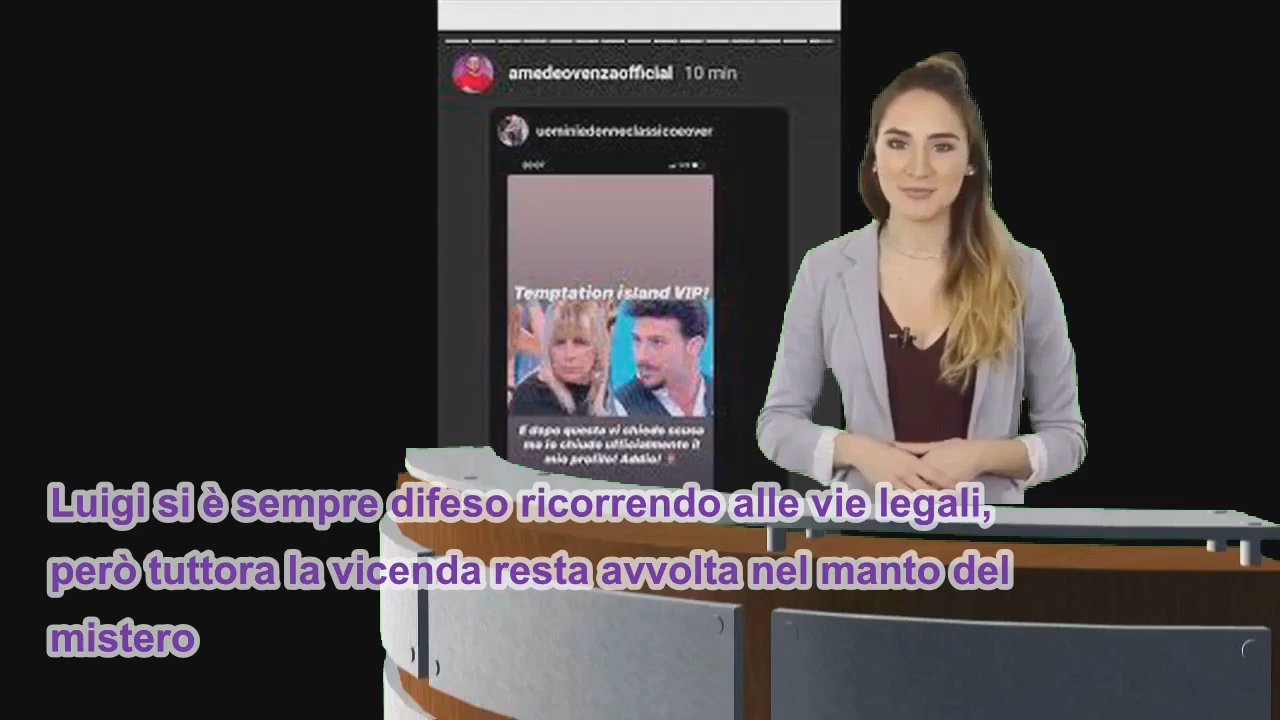 amedeovenzaofficial 10 min
uominiedonneclassicoeover
Temptation island VIP!
E dopo questa vi chiedo scusa
ma io chiudo ufficialmente il
mio profilo! Addio!
Luigi si è sempre difeso ricorrendo alle vie legali,
però tuttora la vicenda resta avvolta nel manto del
mistero